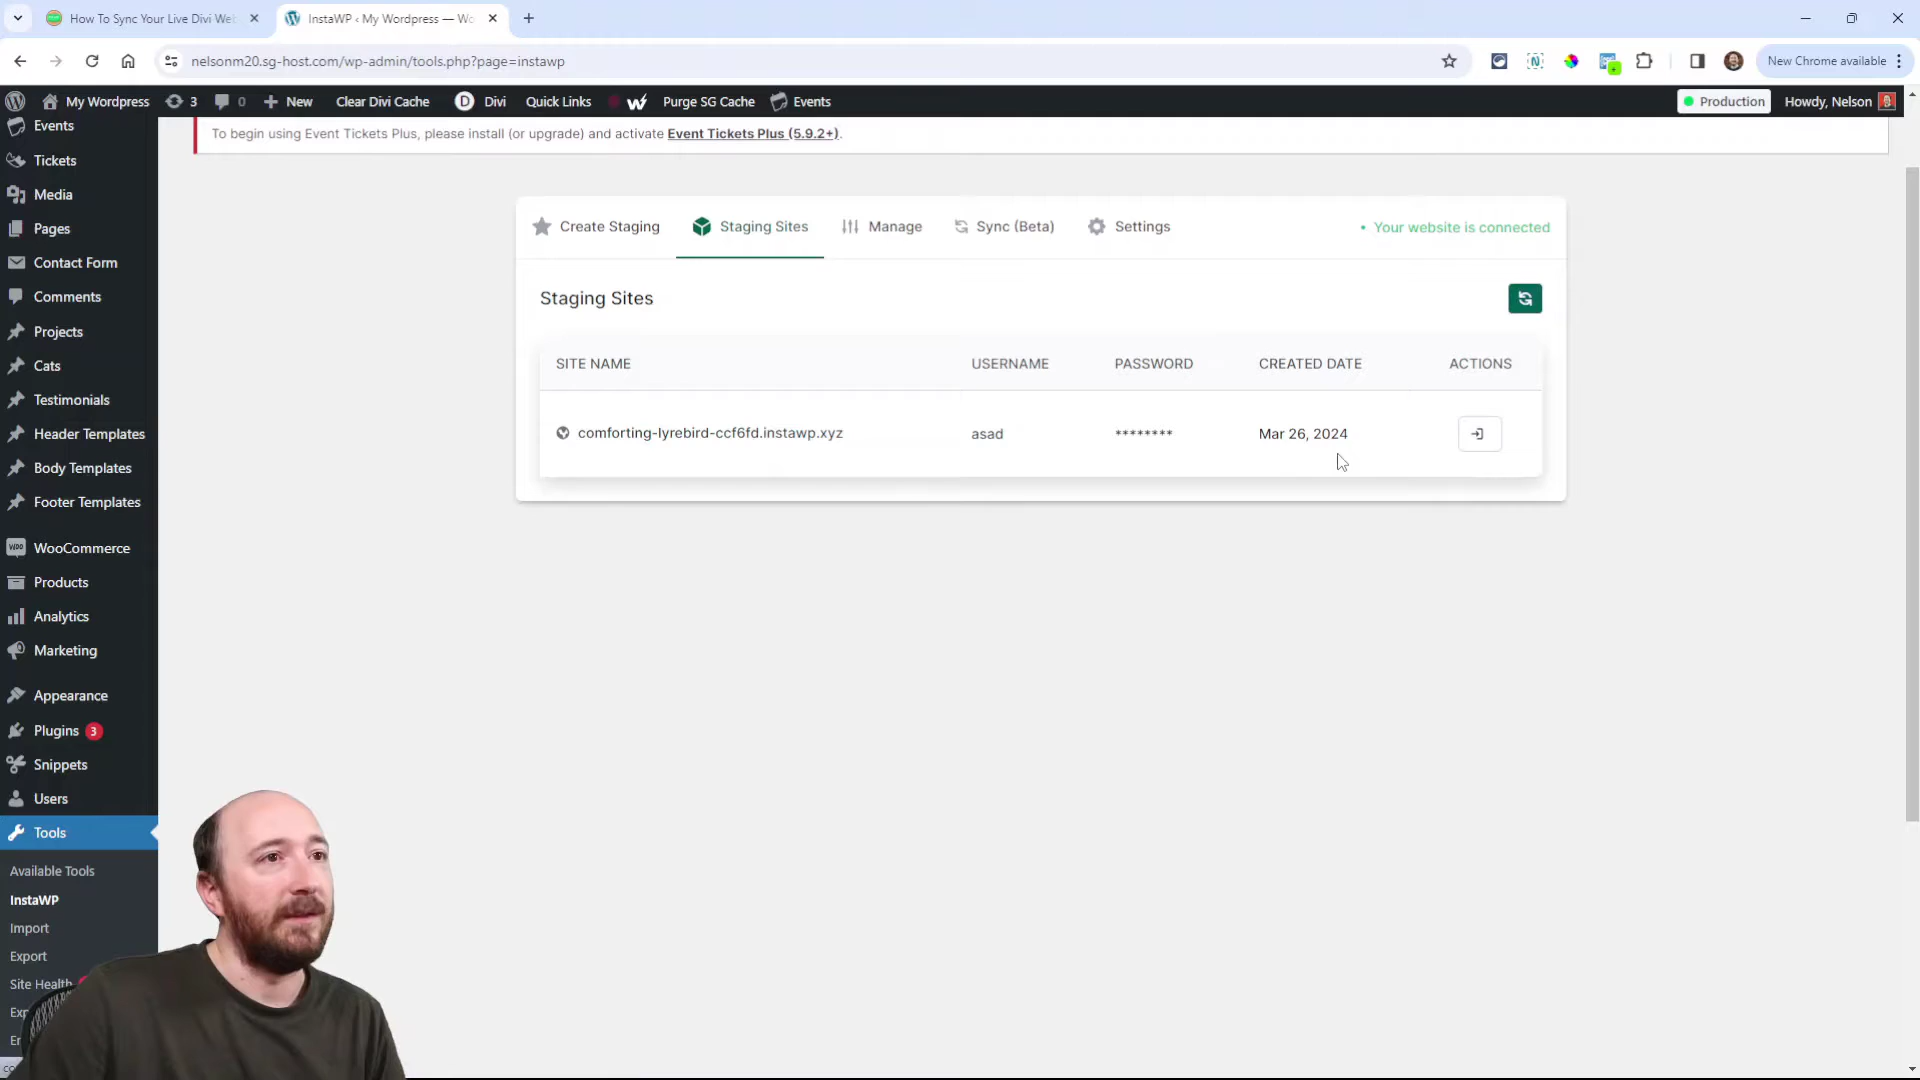 How To Sync Your Live Divi Web
InstaWP ‹ My Wordpress — Wo
nelsonm20.sg-host.com/wp-admin/tools.php?page=instawp
New Chrome available
My Wordpress
3
0
New
Clear Divi Cache
D
Divi
Quick Links
Purge SG Cache
Events
Production
Howdy, Nelson
Events
Tickets
Media
Pages
Contact Form
Comments
Projects
Cats
Testimonials
Header Templates
Body Templates
Footer Templates
WooCommerce
Products
Analytics
Marketing
Appearance
Plugins 3
Snippets
Users
Tools
Available Tools
InstaWP
Import
Export
Site Health
To begin using Event Tickets Plus, please install (or upgrade) and activate Event Tickets Plus (5.9.2+).
Create Staging
Staging Sites
Manage
Sync (Beta)
Settings
• Your website is connected
Staging Sites
SITE NAME
USERNAME
PASSWORD
CREATED DATE
ACTIONS
comforting-lyrebird-ccf6fd.instawp.xyz
asad
********
Mar 26, 2024